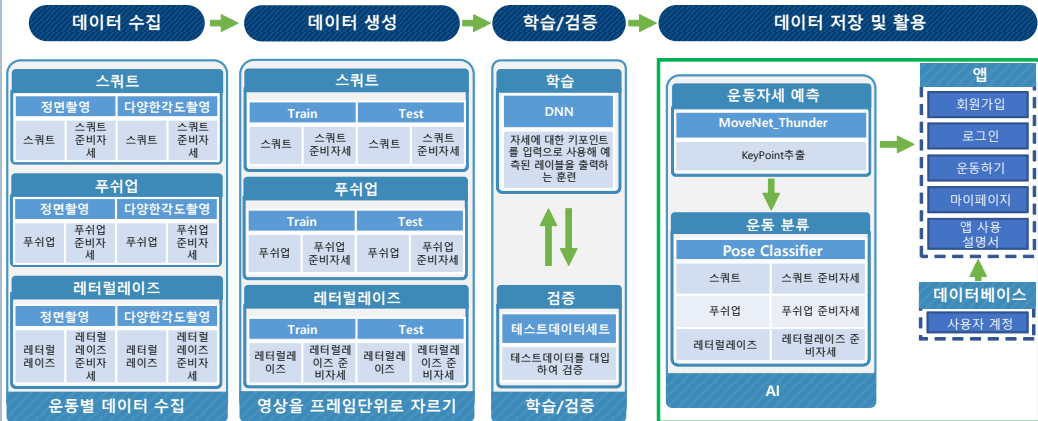 데이터 수집
데이터 생성
학습/검증
데이터 저장 및 활용
스쿼트
정면촬영 다양한각도촬영
스쿼트
스쿼트
준비자
세
스쿼트
스쿼트
준비자
세
푸쉬업
정면촬영 다양한각도촬영
푸쉬업
푸쉬업
준비자
세
푸쉬업
푸쉬업
준비자
세
레터럴레이즈
정면촬영 다양한각도촬영
레터럴
레이즈
레터럴
레이즈
준비자
세
레터럴
레이즈
레터럴
레이즈
준비자
세
운동별 데이터 수집
스쿼트
Train Test
스쿼트
스쿼트
준비자세
스쿼트
스쿼트
준비자세
푸쉬업
Train Test
푸쉬업
푸쉬업
준비자세
푸쉬업
푸쉬업
준비자세
레터럴레이즈
Train Test
레터럴레
이즈
레터럴레
이즈 준
비자세
레터럴레
이즈
레터럴레
이즈 준
비자세
영상을 프레임단위로 자르기
학습
DNN
자세에 대한 키포인트
를 입력으로 사용해 예
측된 레이블을 출력하
는 훈련
검증
테스트데이터세트
테스트데이터를 대입
하여 검증
학습/검증
운동자세 예측
MoveNet_Thunder
KeyPoint추출
운동 분류
Pose Classifier
스쿼트 스쿼트 준비자세
푸쉬업 푸쉬업 준비자세
레터럴레이즈
레터럴레이즈 준
비자세
AI
앱
회원가입
로그인
운동하기
마이페이지
앱 사용
설명서
데이터베이스
사용자 계정